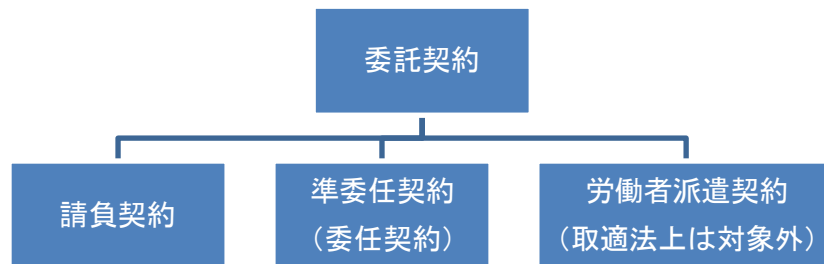 委託契約
請負契約
準委任契約
（委任契約）
労働者派遣契約
（取適法上は対象外）